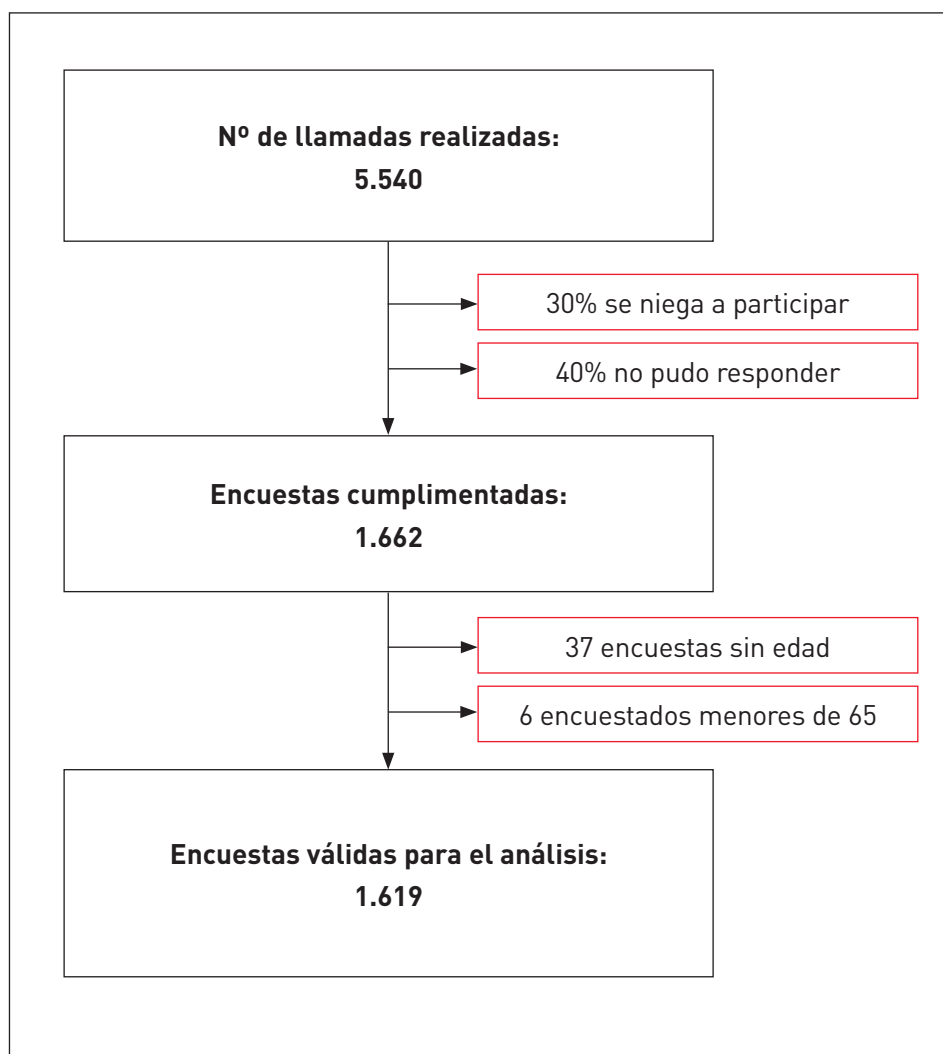 Nº de llamadas realizadas:
5.540
30% se niega a participar
40% no pudo responder
Encuestas cumplimentadas:
1.662
37 encuestas sin edad
6 encuestados menores de 65
Encuestas válidas para el análisis:
1.619